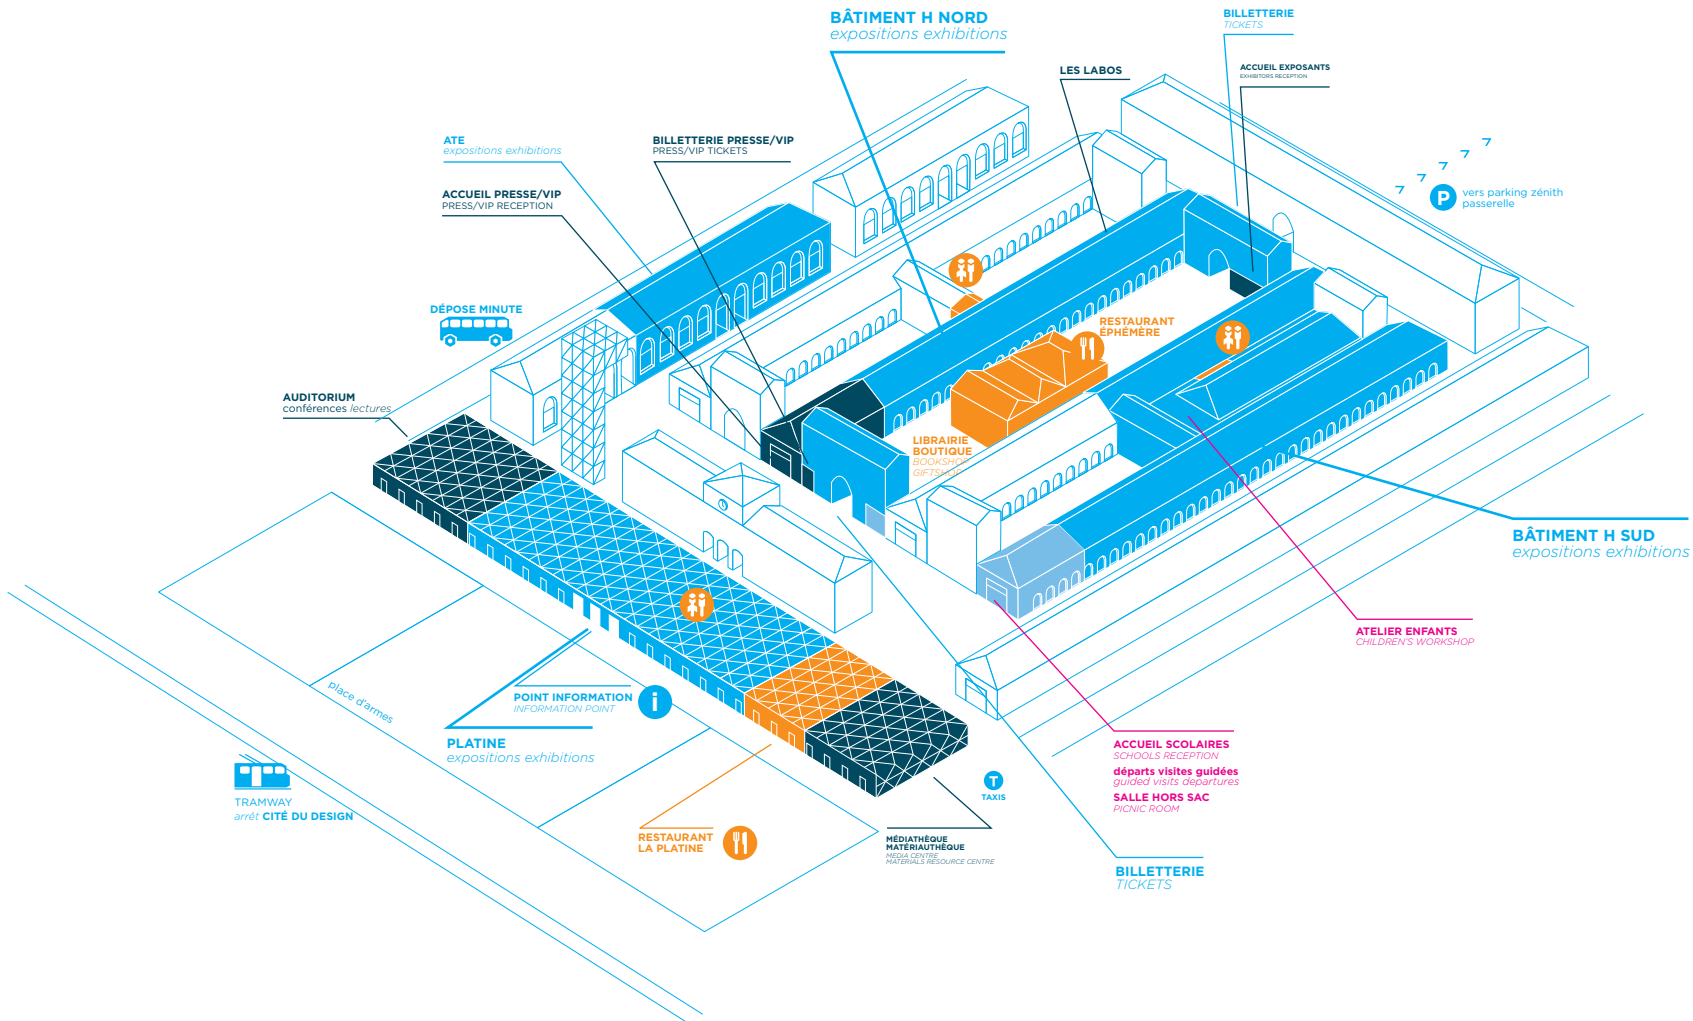 BÂTIMENT H NORD
expositions exhibitions
BILLETTERIE
TICKETS
LES LABOS
ACCUEIL EXPOSANTS
EXHIBITORS RECEPTION
ATE
expositions exhibitions
BILLETTERIE PRESSE/VIP
PRESS/VIP TICKETS
ACCUEIL PRESSE/VIP
PRESS/VIP RECEPTION
P
vers parking zénith
passerelle
DÉPOSE MINUTE
RESTAURANT
ÉPHÉMÈRE
AUDITORIUM
conférences lectures
LIBRAIRIE
BOUTIQUE
BOOKSHOP
GIFTSHOP
BÂTIMENT H SUD
expositions exhibitions
ATELIER ENFANTS
CHILDREN'S WORKSHOP
place d'armes
POINT INFORMATION
INFORMATION POINT
i
PLATINE
expositions exhibitions
ACCUEIL SCOLAIRES
SCHOOLS RECEPTION
départs visites guidées
guided visits departures
SALLE HORS SAC
PICNIC ROOM
T
TAXIS
TRAMWAY
arrêt CITÉ DU DESIGN
RESTAURANT
LA PLATINE
MÉDIATHÈQUE
MATÉRIAUTHÈQUE
MEDIA CENTRE
MATERIALS RESOURCE CENTRE
BILLETTERIE
TICKETS